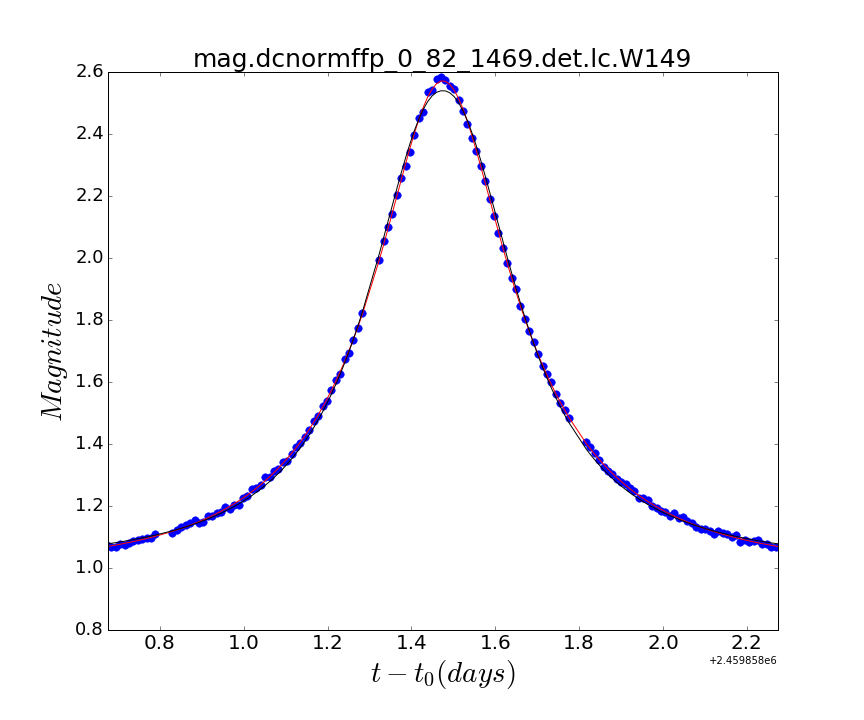 mag.dcnormffp_0_82_1469.det.lc.W149
2.6
2.4
2.2
2.0
1.8
1.6
1.4
1.2
1.0
0.8
Magnitude
0.8 1.0 1.2 1.4 1.6 1.8 2.0 2.2
+2.459858e6
t − t₀(days)